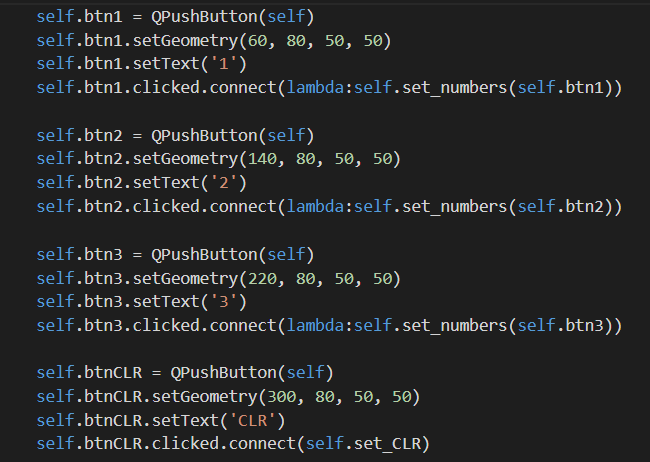 self.btn1 = QPushButton(self)
self.btn1.setGeometry(60, 80, 50, 50)
self.btn1.setText('1')
self.btn1.clicked.connect(lambda:self.set_numbers(self.btn1))
self.btn2 = QPushButton(self)
self.btn2.setGeometry(140, 80, 50, 50)
self.btn2.setText('2')
self.btn2.clicked.connect(lambda:self.set_numbers(self.btn2))
self.btn3 = QPushButton(self)
self.btn3.setGeometry(220, 80, 50, 50)
self.btn3.setText('3')
self.btn3.clicked.connect(lambda:self.set_numbers(self.btn3))
self.btnCLR = QPushButton(self)
self.btnCLR.setGeometry(300, 80, 50, 50)
self.btnCLR.setText('CLR')
self.btnCLR.clicked.connect(self.set_CLR)